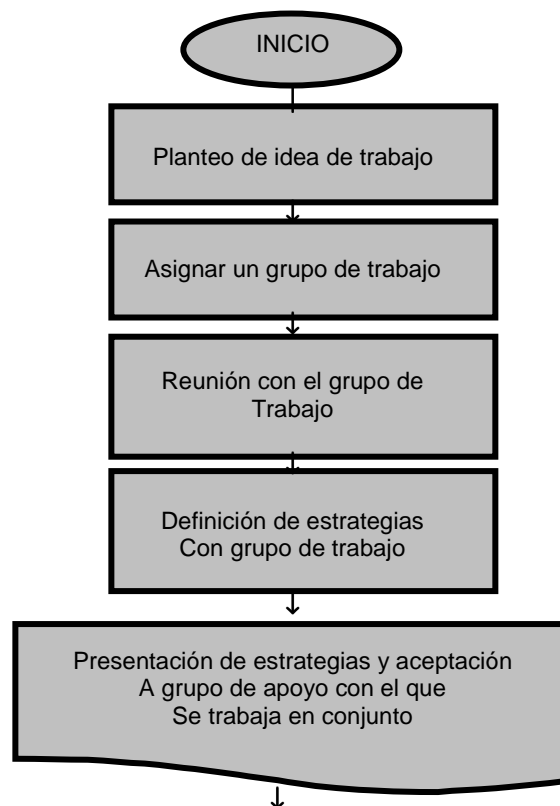 INICIO
Planteo de idea de trabajo
Asignar un grupo de trabajo
Reunión con el grupo de
Trabajo
Definición de estrategias
Con grupo de trabajo
Presentación de estrategias y aceptación
A grupo de apoyo con el que
Se trabaja en conjunto